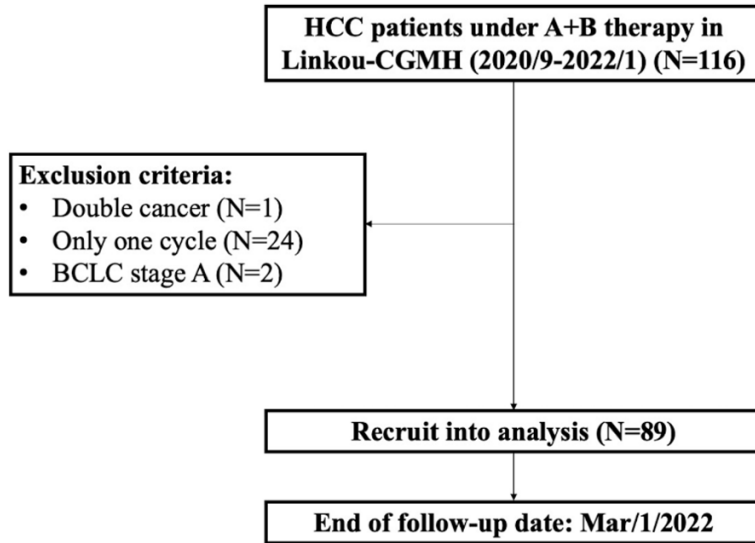 HCC patients under A+B therapy in
Linkou-CGMH (2020/9-2022/1) (N=116)
Exclusion criteria:
• Double cancer (N=1)
• Only one cycle (N=24)
• BCLC stage A (N=2)
Recruit into analysis (N=89)
End of follow-up date: Mar/1/2022